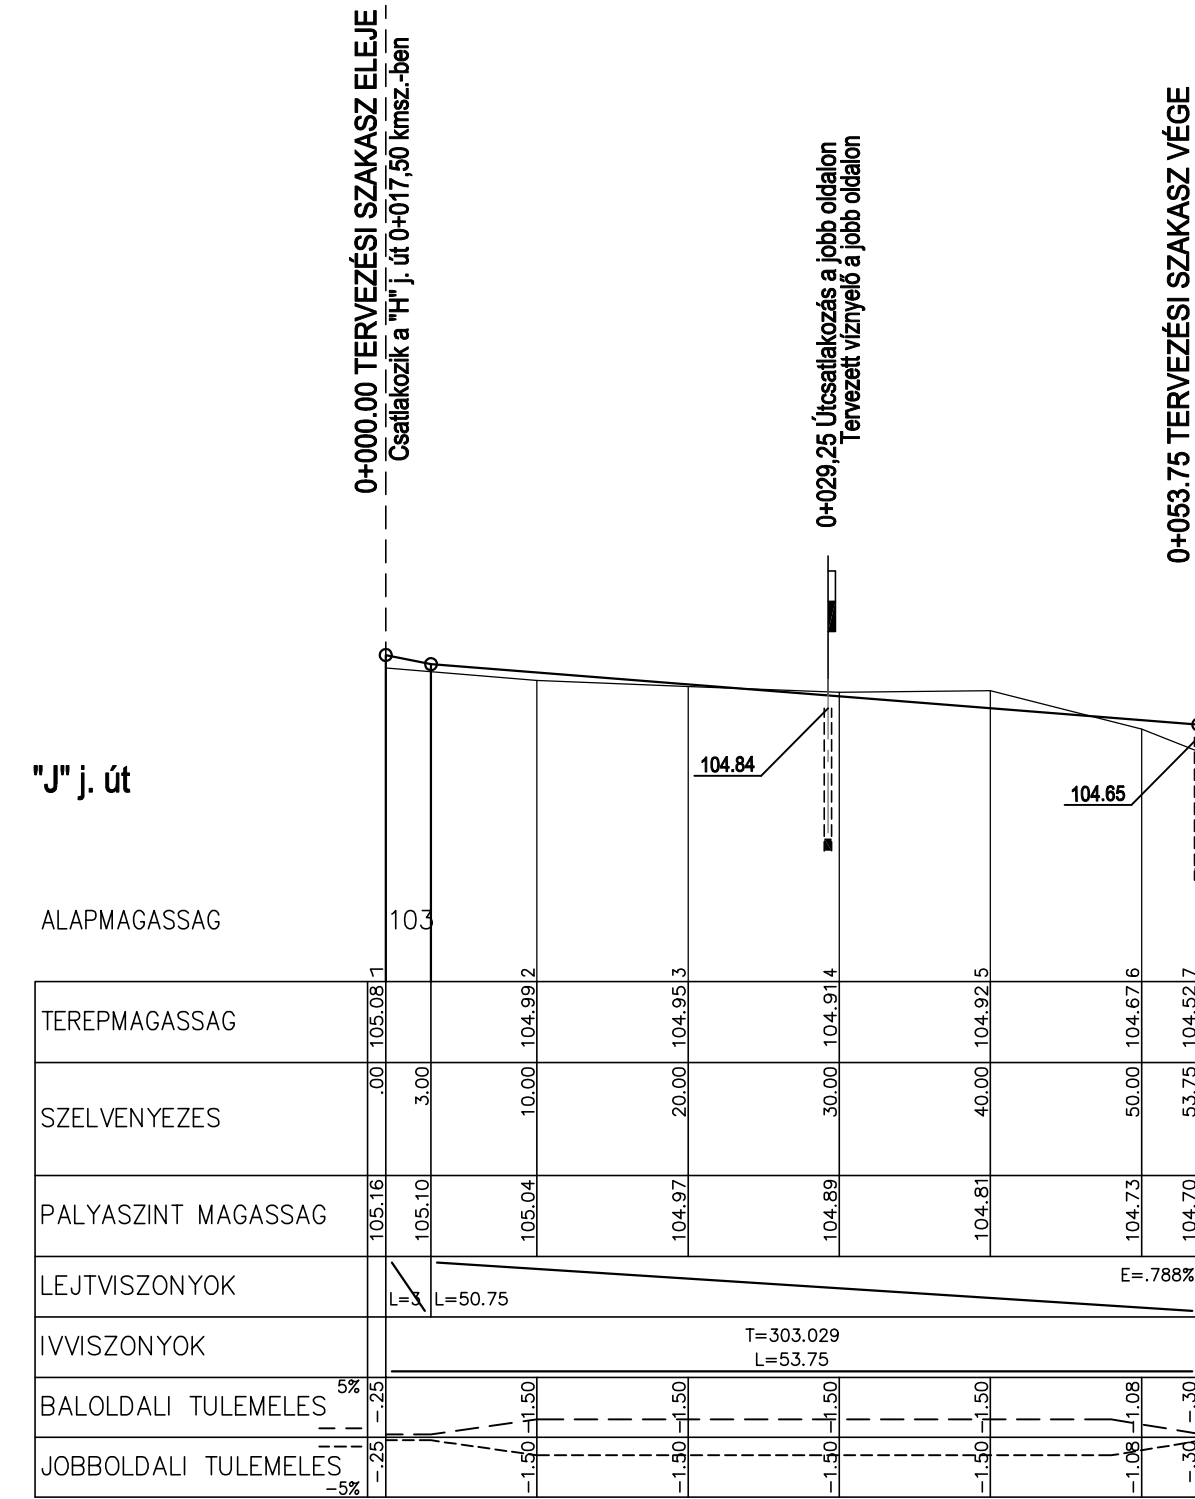 0+000.00 TERVEZÉSI SZAKASZ ELEJE
Csatlakozik a "H" j. út 0+017,50 kmsz.-ben
0+029,25 Útcsatlakozás a jobb oldalon
Tervezett víznyelő a jobb oldalon
0+053.75 TERVEZÉSI SZAKASZ VÉGE
104.84
104.65
"J" j. út
ALAPMAGASSAG 103
1 2 3 4 5 6 7
TEREPMAGASSAG 105.08 104.99 104.95 104.91 104.92 104.67 104.52
SZELVENYEZES .00 3.00 10.00 20.00 30.00 40.00 50.00 53.75
PALYASZINT MAGASSAG 105.16 105.10 105.04 104.97 104.89 104.81 104.73 104.70
LEJTVISZONYOK L=3 L=50.75 E=.788%
IVVISZONYOK T=303.029
L=53.75
BALOLDALI TULEMELES 5% -.25 -1.50 -1.50 -1.50 -1.50 -1.08 -.30
JOBBOLDALI TULEMELES -5% -.25 -1.50 -1.50 -1.50 -1.50 -1.08 -.30